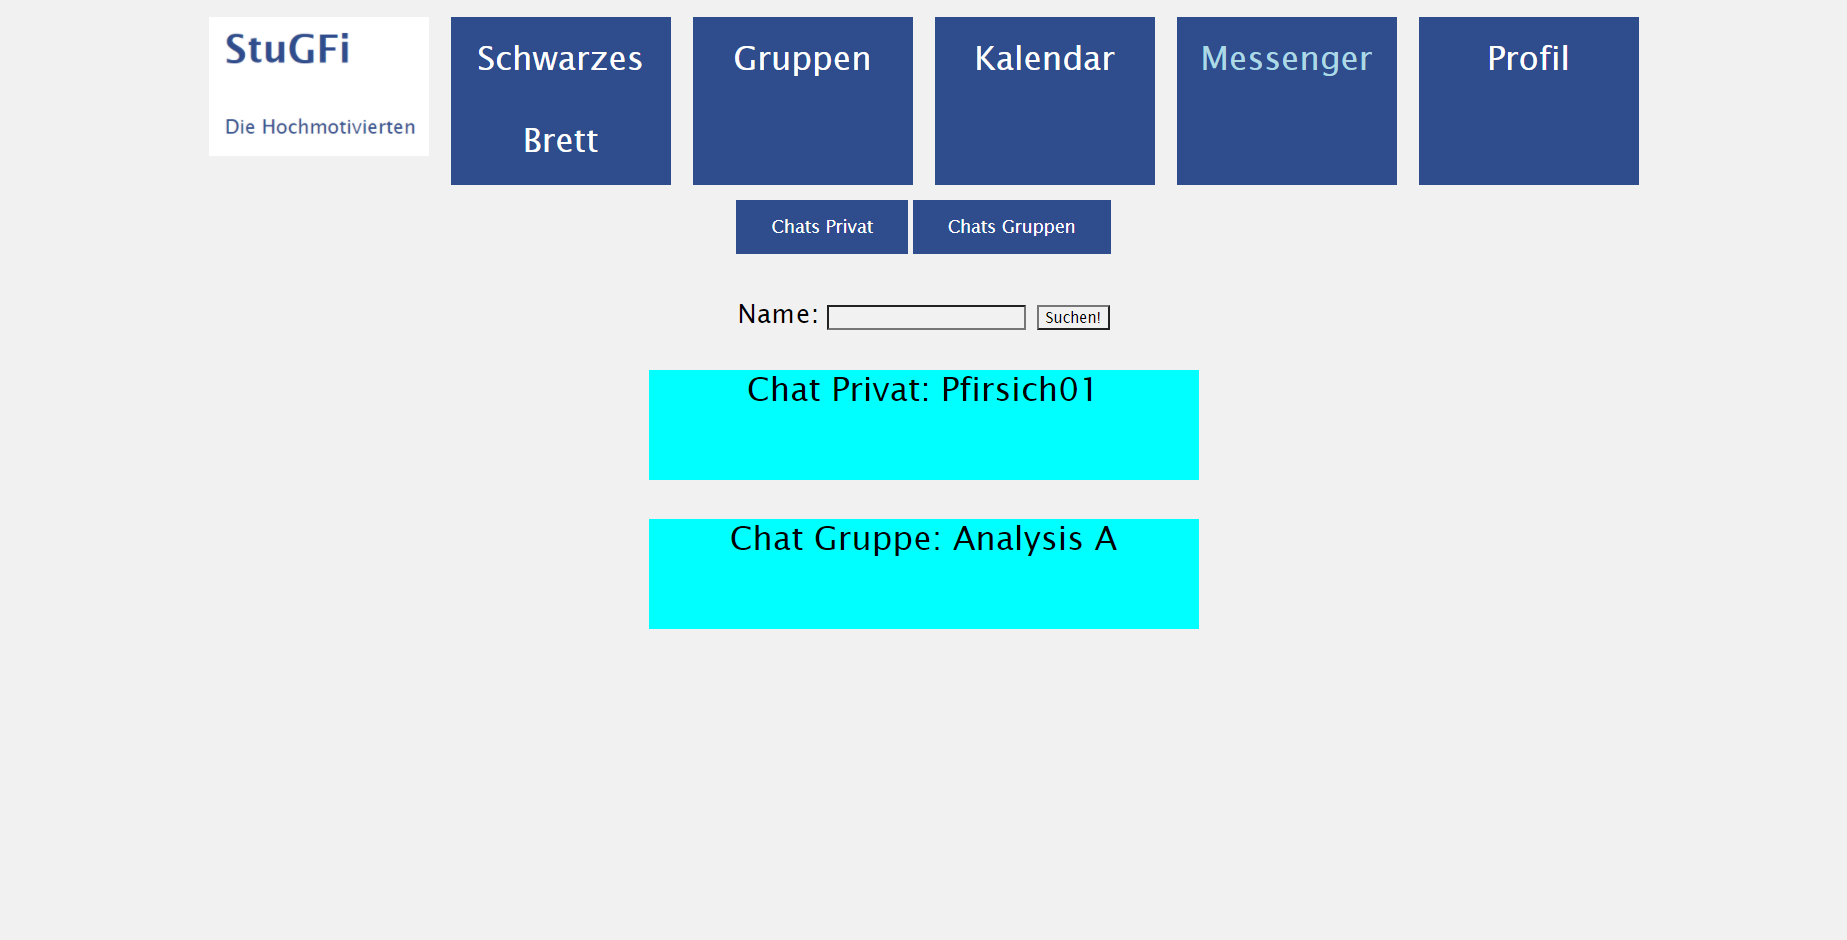 StuGFi
Die Hochmotivierten
Schwarzes
Brett
Gruppen
Kalendar
Messenger
Profil
Chats Privat
Chats Gruppen
Name:
Suchen!
Chat Privat: Pfirsich01
Chat Gruppe: Analysis A